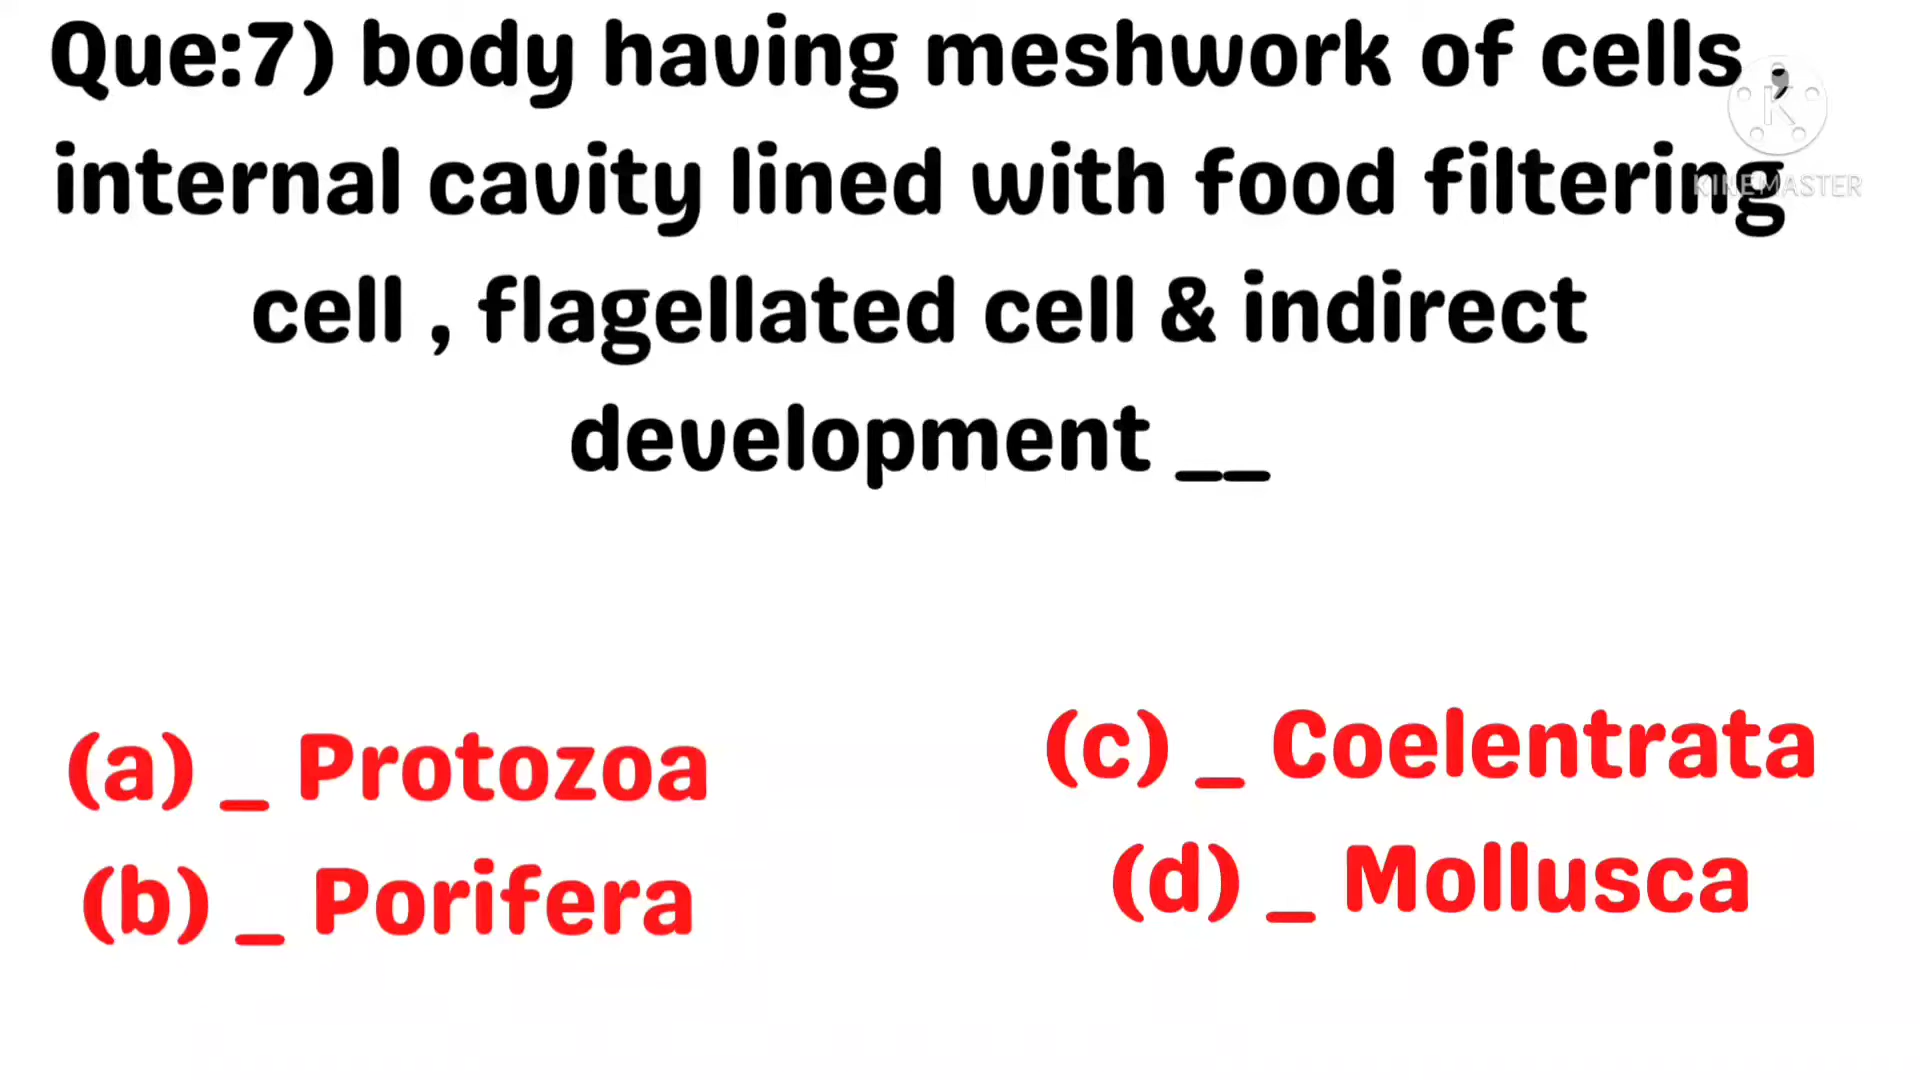 Que:7) body having meshwork of cells ,
internal cavity lined with food filtering
cell , flagellated cell & indirect
development __
(a) _ Protozoa
(b) _ Porifera
(c) _ Coelentrata
(d) _ Mollusca
K
KINEMASTER